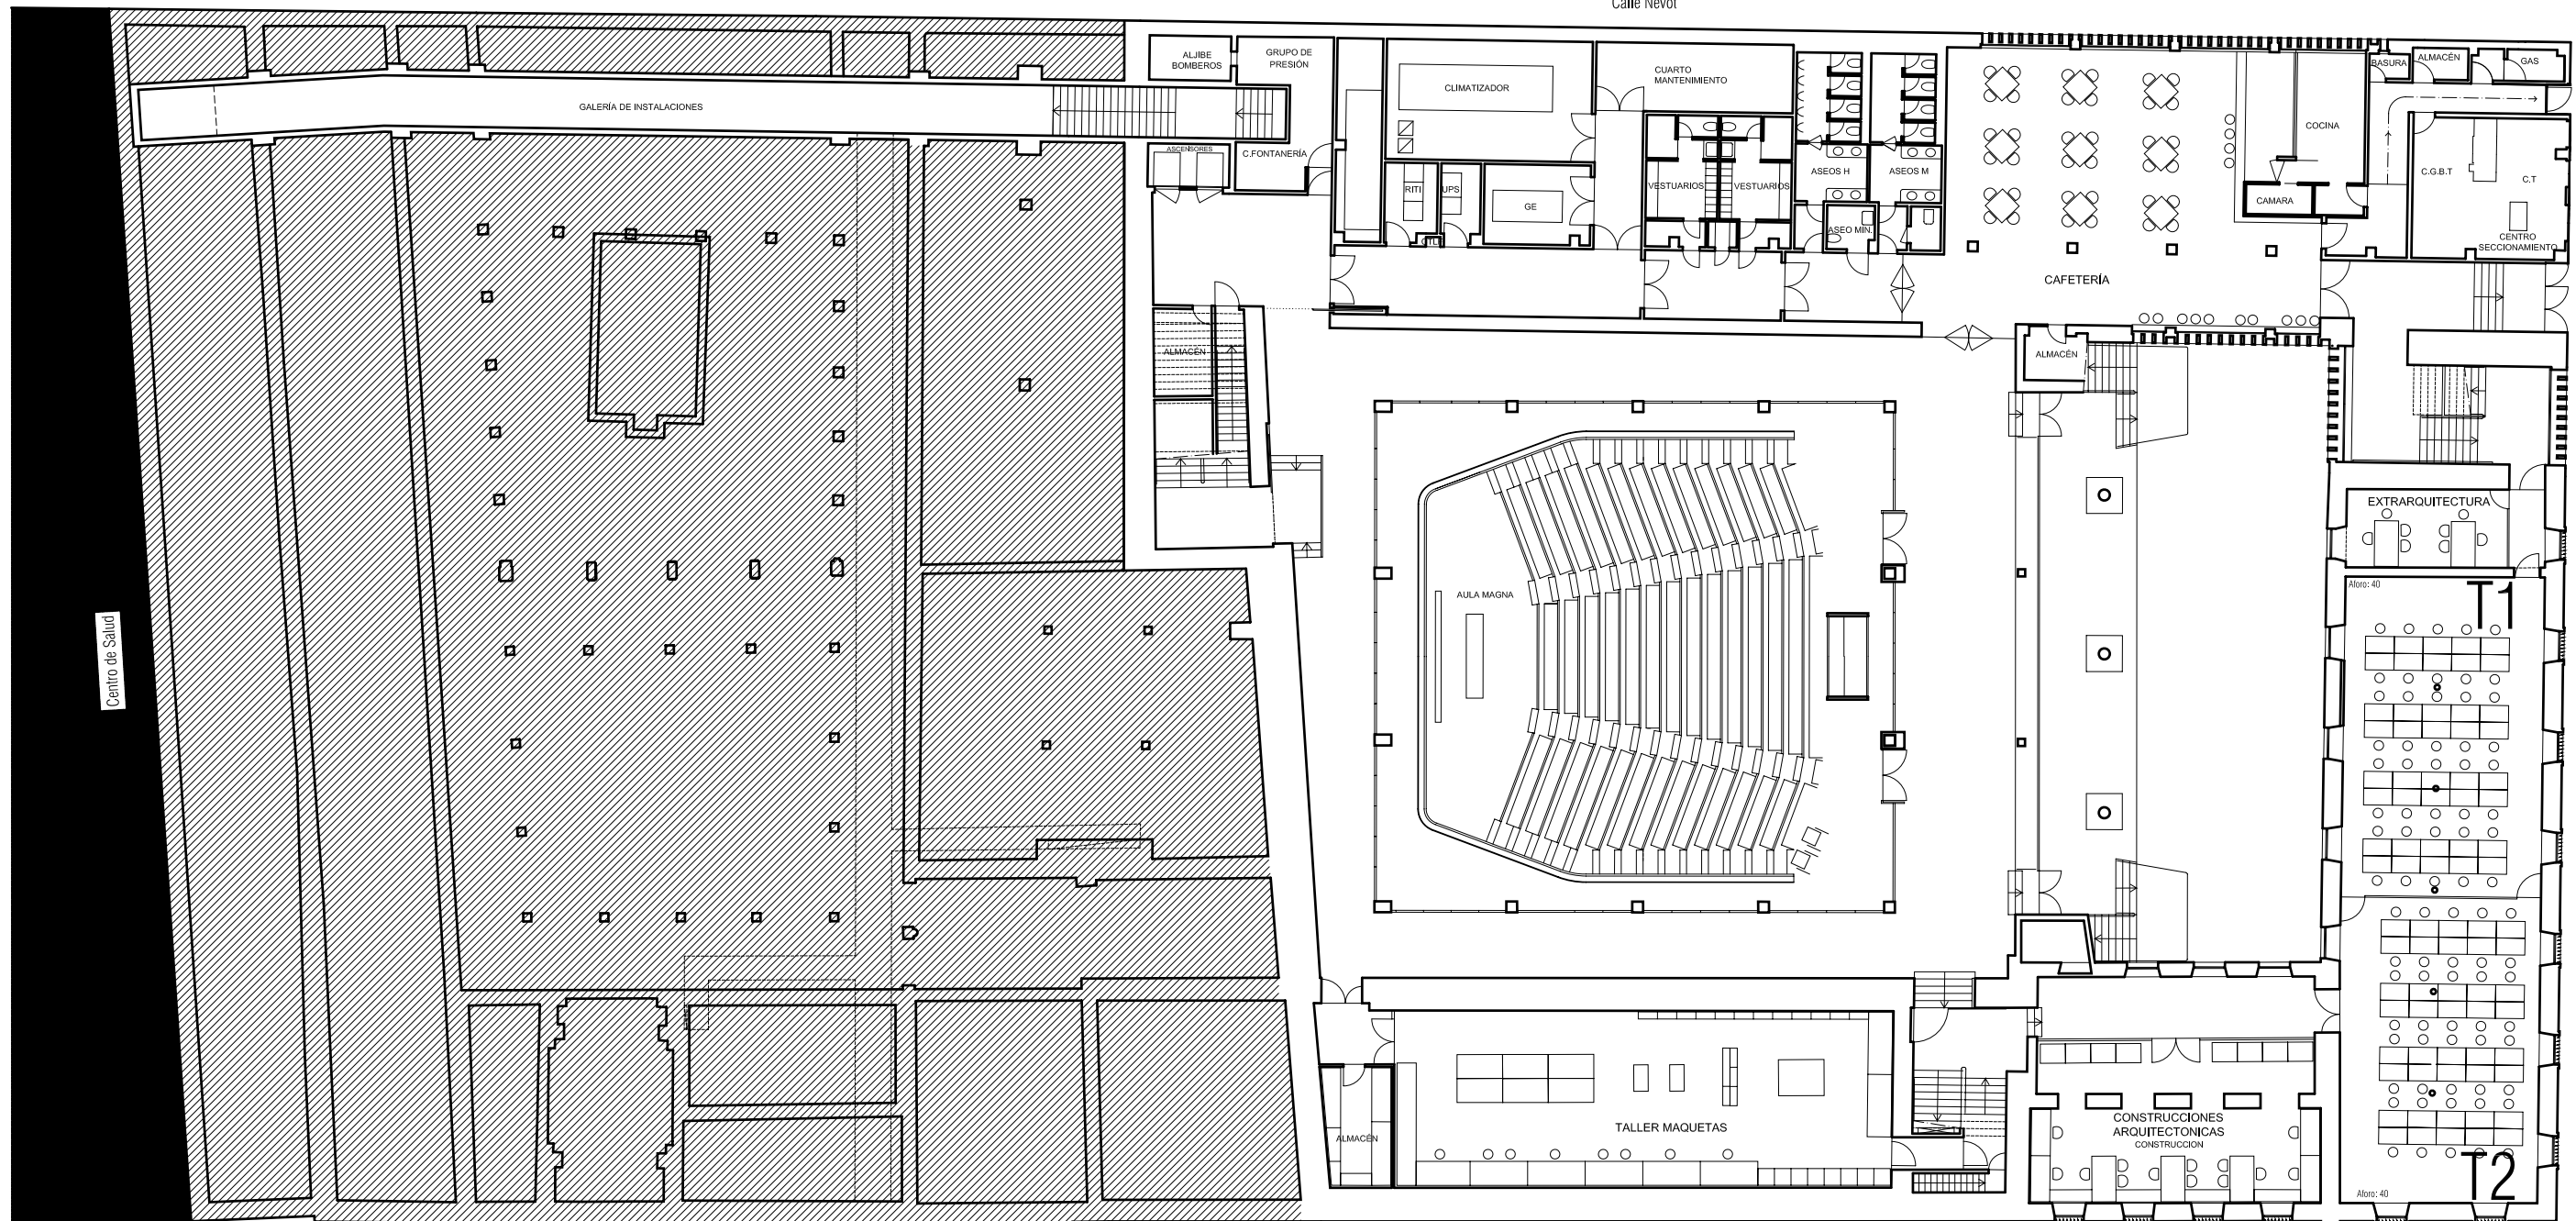 Calle Nevot
ALJIBE
BOMBEROS
GRUPO DE
PRESIÓN
CLIMATIZADOR
CUARTO
MANTENIMIENTO
BASURA
ALMACÉN
GAS
GALERÍA DE INSTALACIONES
COCINA
ASCENSORES
C.FONTANERÍA
ASEOS H
ASEOS M
C.G.B.T
C.T
RITI
UPS
GE
VESTUARIOS
VESTUARIOS
CAMARA
ASEO MIN.
CENTRO
SECCIONAMIENTO
CAFETERÍA
ALMACÉN
ALMACÉN
EXTRARQUITECTURA
Aforo: 40
T1
AULA MAGNA
Centro de Salud
TALLER MAQUETAS
ALMACÉN
CONSTRUCCIONES
ARQUITECTONICAS
CONSTRUCCION
T2
Aforo: 40